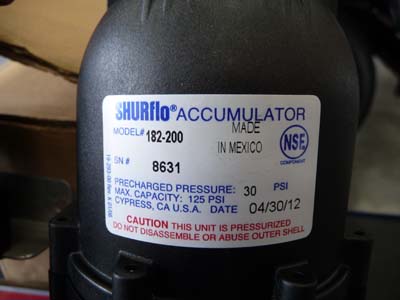 SHURflo® ACCUMULATOR
MODEL# 182-200 MADE
IN MEXICO
NSF
COMPONENT
SN # 8631
PRECHARGED PRESSURE: 30 PSI
MAX. CAPACITY: 125 PSI
CYPRESS, CA U.S.A. DATE 04/30/12
CAUTION THIS UNIT IS PRESSURIZED
DO NOT DISASSEMBLE OR ABUSE OUTER SHELL